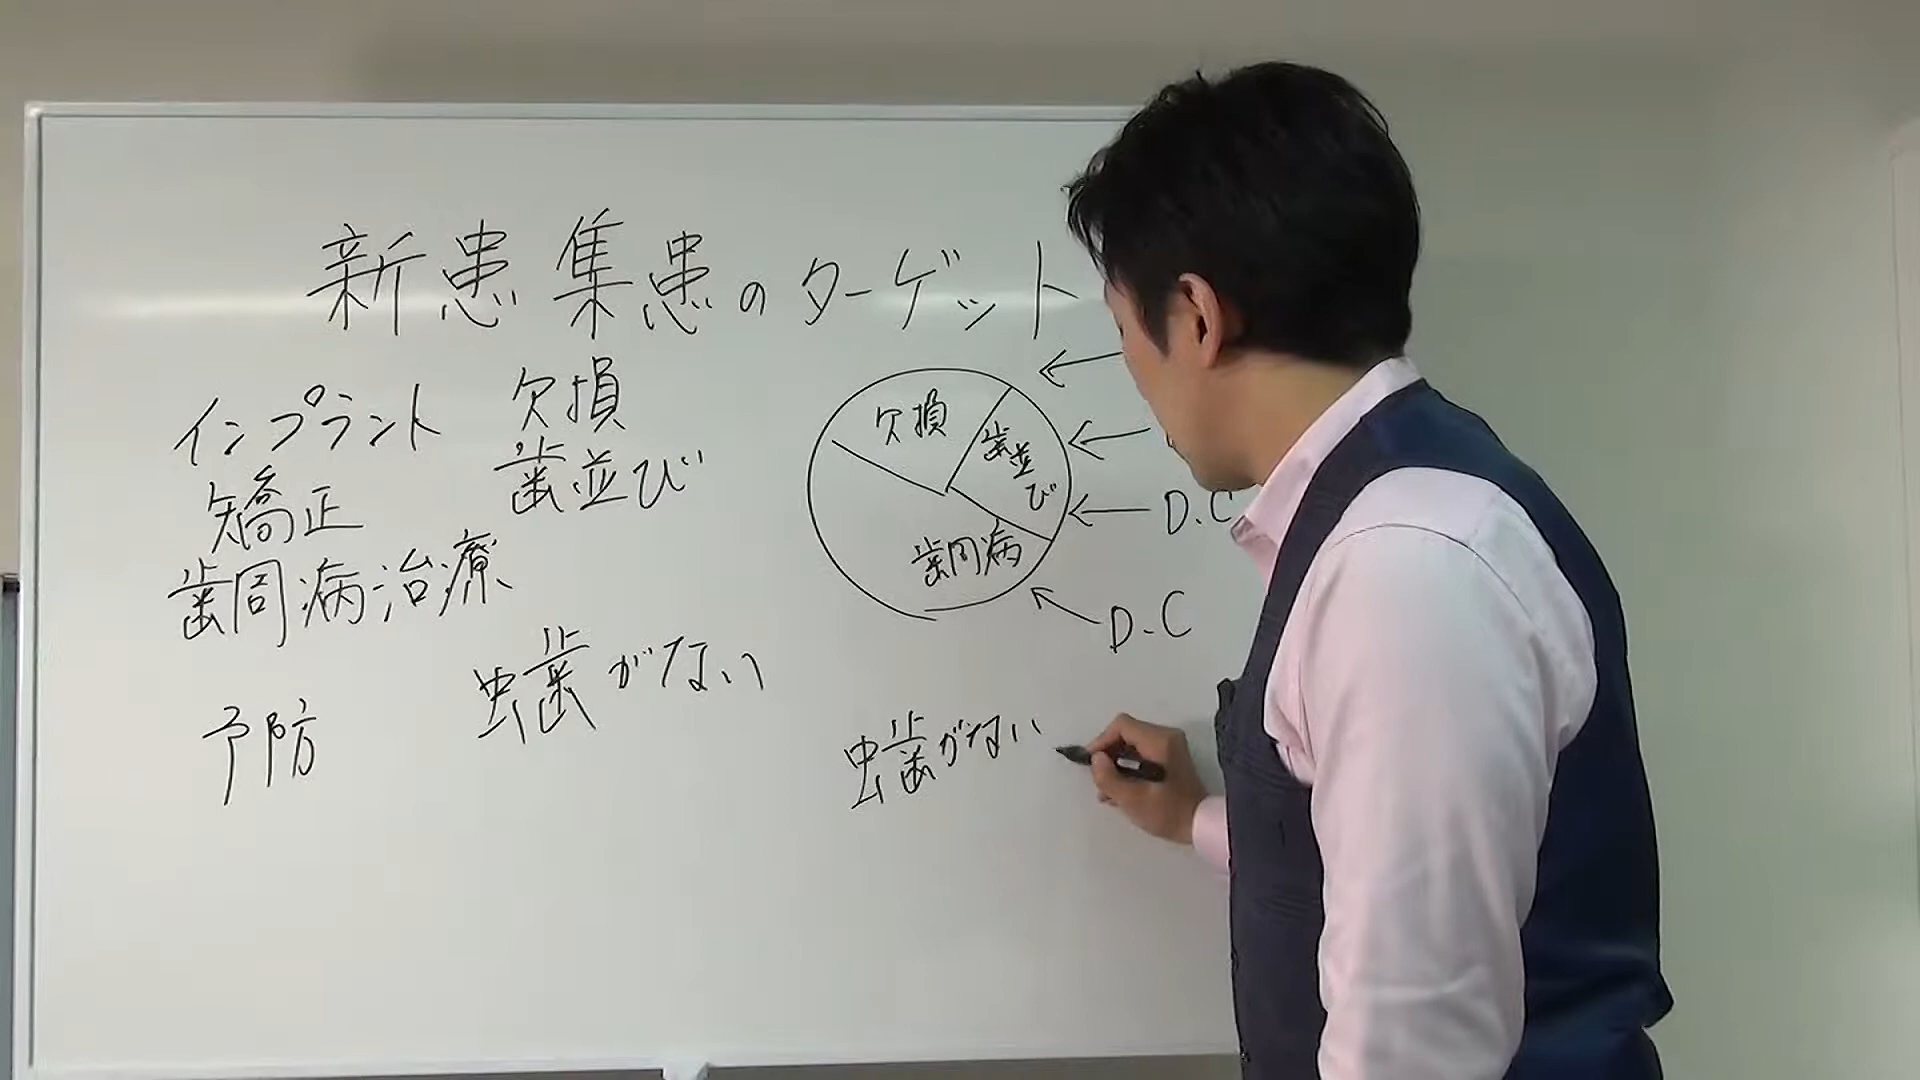 新患集患のターゲット
インプラント 欠損
矯正 歯並び
歯周病治療
予防 虫歯がない
欠損
歯並び
歯周病
D.C
D.C
虫歯がない